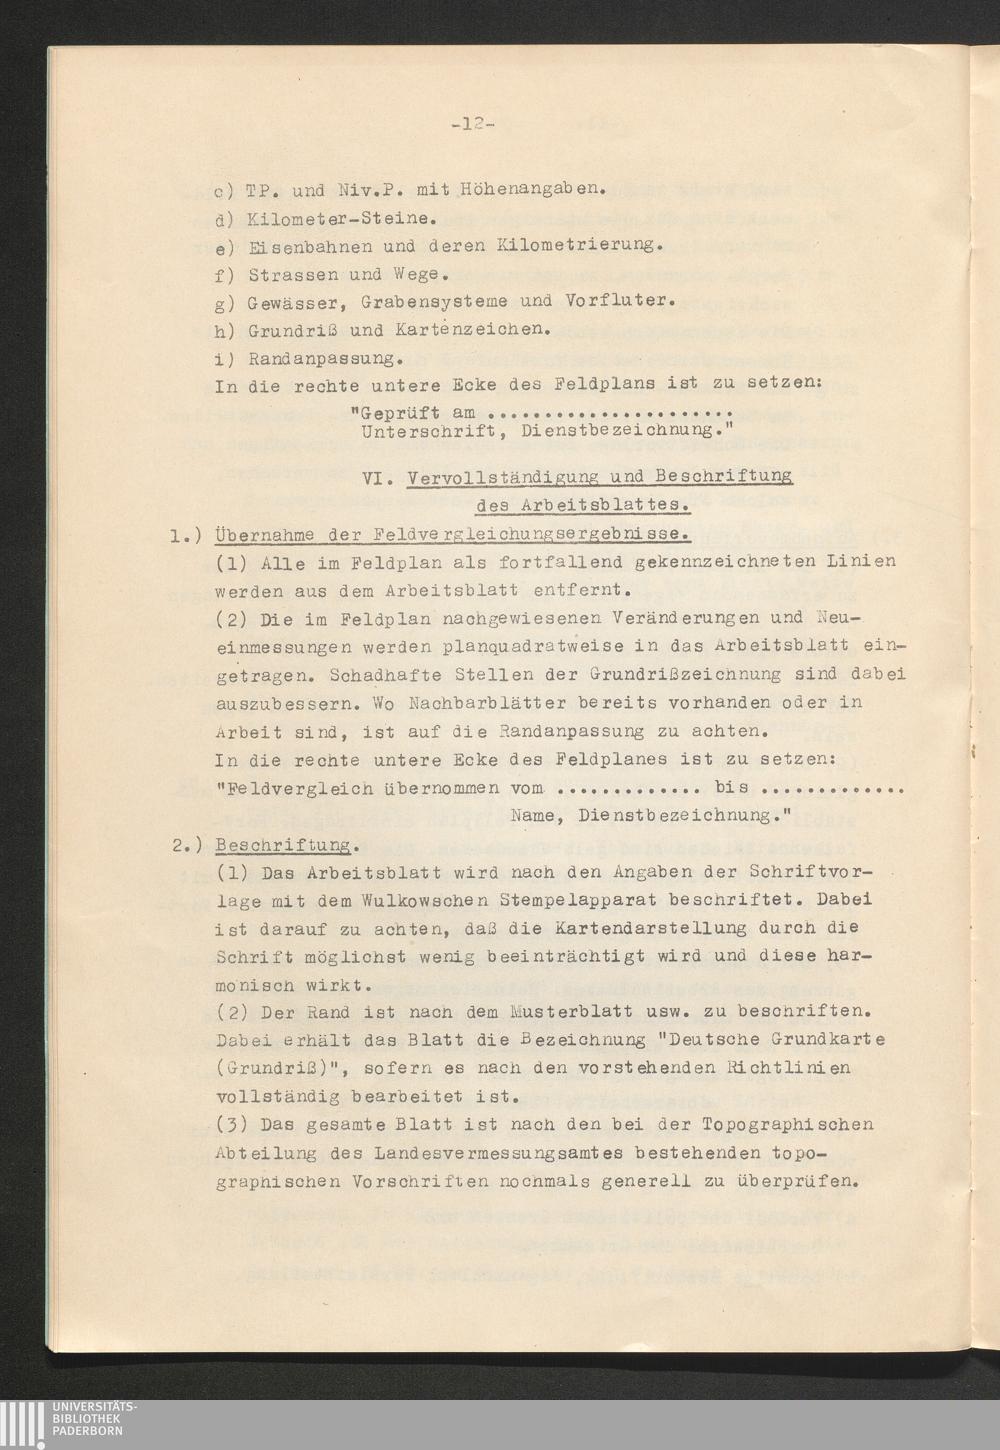 -12-
c) TP. und Niv.P. mit Höhenangaben.
d) Kilometer-Steine.
e) Eisenbahnen und deren Kilometrierung.
f) Strassen und Wege.
g) Gewässer, Grabensysteme und Vorfluter.
h) Grundriß und Kartenzeichen.
i) Randanpassung.
In die rechte untere Ecke des Feldplans ist zu setzen:
"Geprüft am ......................
Unterschrift, Dienstbezeichnung."
VI. Vervollständigung und Beschriftung
des Arbeitsblattes.
1.) Übernahme der Feldvergleichungsergebnisse.
(1) Alle im Feldplan als fortfallend gekennzeichneten Linien
werden aus dem Arbeitsblatt entfernt.
(2) Die im Feldplan nachgewiesenen Veränderungen und Neu-
einmessungen werden planquadratweise in das Arbeitsblatt ein-
getragen. Schadhafte Stellen der Grundrißzeichnung sind dabei
auszubessern. Wo Nachbarblätter bereits vorhanden oder in
Arbeit sind, ist auf die Randanpassung zu achten.
In die rechte untere Ecke des Feldplanes ist zu setzen:
"Feldvergleich übernommen vom ............. bis .............
Name, Dienstbezeichnung."
2.) Beschriftung.
(1) Das Arbeitsblatt wird nach den Angaben der Schriftvor-
lage mit dem Wulkowschen Stempelapparat beschriftet. Dabei
ist darauf zu achten, daß die Kartendarstellung durch die
Schrift möglichst wenig beeinträchtigt wird und diese har-
monisch wirkt.
(2) Der Rand ist nach dem Musterblatt usw. zu beschriften.
Dabei erhält das Blatt die Bezeichnung "Deutsche Grundkarte
(Grundriß)", sofern es nach den vorstehenden Richtlinien
vollständig bearbeitet ist.
(3) Das gesamte Blatt ist nach den bei der Topographischen
Abteilung des Landesvermessungsamtes bestehenden topo-
graphischen Vorschriften nochmals generell zu überprüfen.
UNIVERSITÄTS-
BIBLIOTHEK
PADERBORN